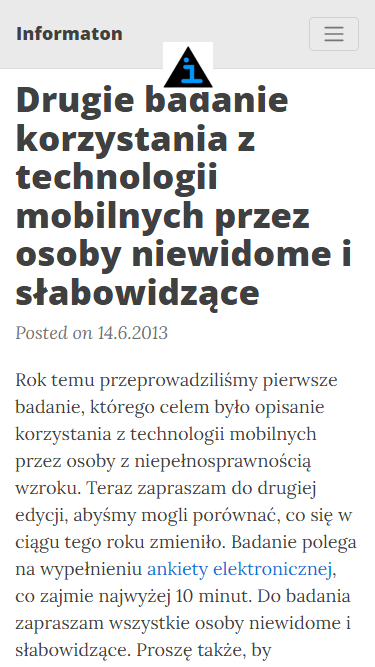 Informaton
i
Drugie badanie
korzystania z
technologii
mobilnych przez
osoby niewidome i
słabowidzące
Posted on 14.6.2013
Rok temu przeprowadziliśmy pierwsze
badanie, którego celem było opisanie
korzystania z technologii mobilnych
przez osoby z niepełnosprawnością
wzroku. Teraz zapraszam do drugiej
edycji, abyśmy mogli porównać, co się w
ciągu tego roku zmieniło. Badanie polega
na wypełnieniu ankiety elektronicznej,
co zajmie najwyżej 10 minut. Do badania
zapraszam wszystkie osoby niewidome i
słabowidzące. Proszę także, by